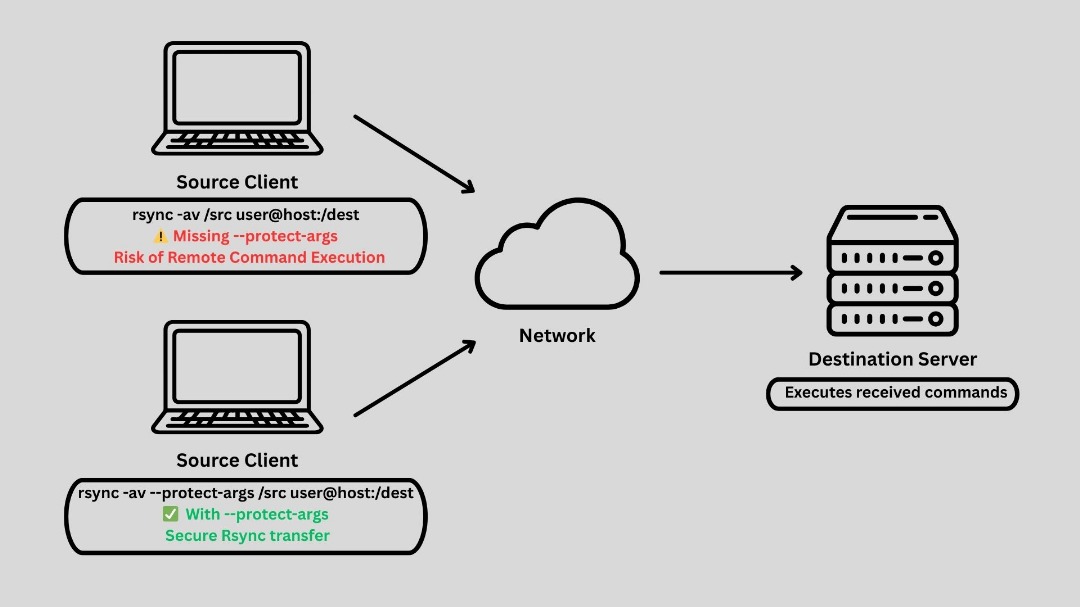 Source Client
rsync -av /src user@host:/dest
⚠️ Missing --protect-args
Risk of Remote Command Execution
Network
Destination Server
Executes received commands
Source Client
rsync -av --protect-args /src user@host:/dest
✅ With --protect-args
Secure Rsync transfer